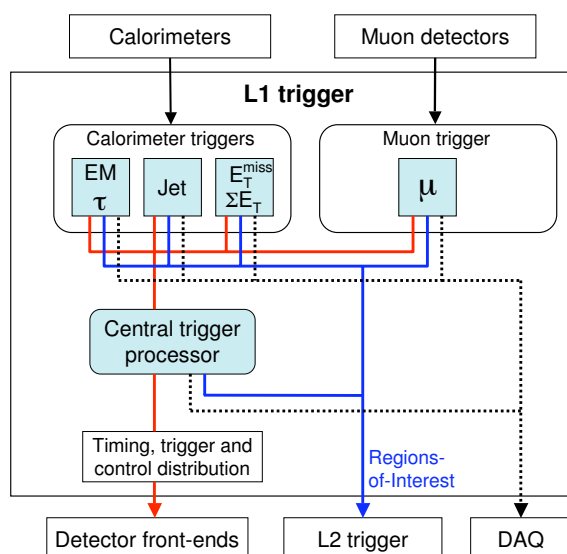 Calorimeters
Muon detectors
L1 trigger
Calorimeter triggers
Muon trigger
EM
τ
Jet
E_T^miss
ΣE_T
μ
Central trigger
processor
Timing, trigger and
control distribution
Regions-
of-Interest
Detector front-ends
L2 trigger
DAQ